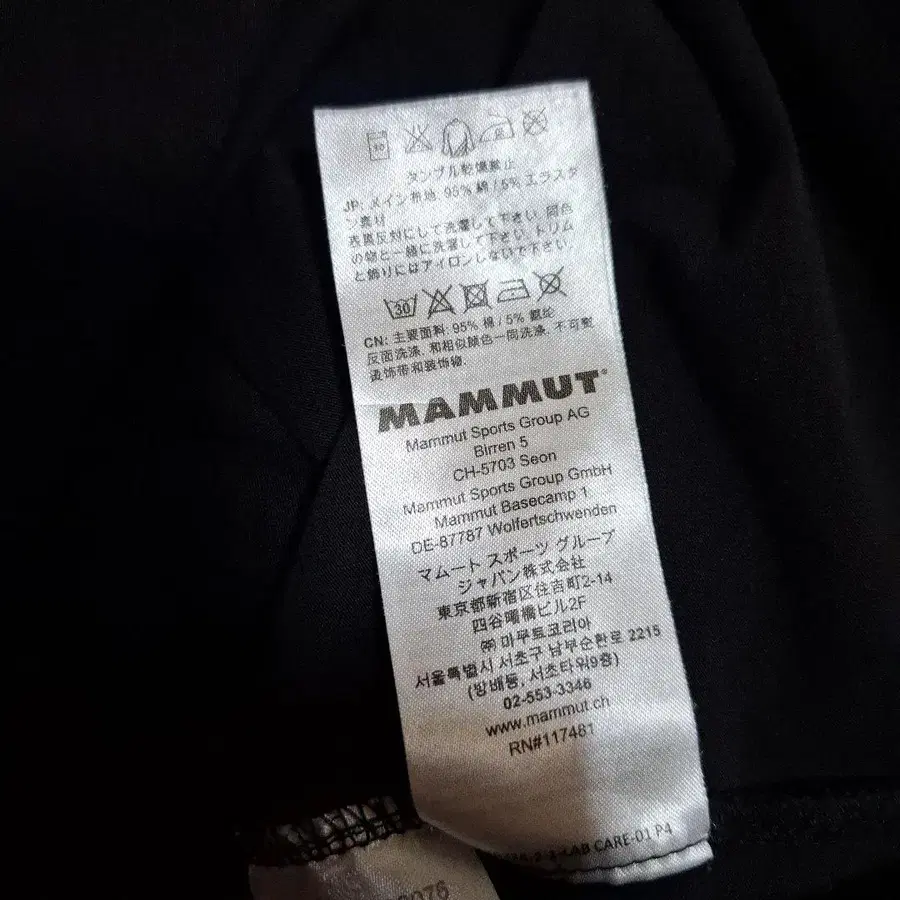 タンブル乾燥禁止
JP: メイン布地: 95% 綿 / 5% エラスタ
ン素材
表裏反対にして洗濯して下さい. 同色
の物と一緒に洗濯して下さい. トリム
と飾りにはアイロンしないで下さい.
30
CN: 主要面料: 95% 棉 / 5% 氨纶
反面洗涤. 和相似颜色一同洗涤. 不可熨
烫饰带和装饰物.
MAMMUT®
Mammut Sports Group AG
Birren 5
CH-5703 Seon
Mammut Sports Group GmbH
Mammut Basecamp 1
DE-87787 Wolfertschwenden
マムート スポーツ グループ
ジャパン株式会社
東京都新宿区住吉町2-14
四谷曙橋ビル2F
㈜ 마무트코리아
서울특별시 서초구 남부순환로 2215
(방배동, 서초타워9층)
02-553-3346
www.mammut.ch
RN#117481
CARE-01 P4